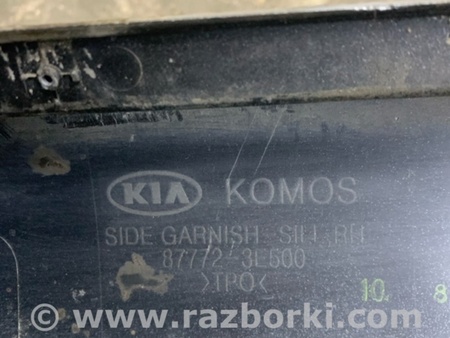 KIA KOMOS
SIDE GARNISH SILL RH
87772 3E500
>TPO<
10. 8
www.razborki.com